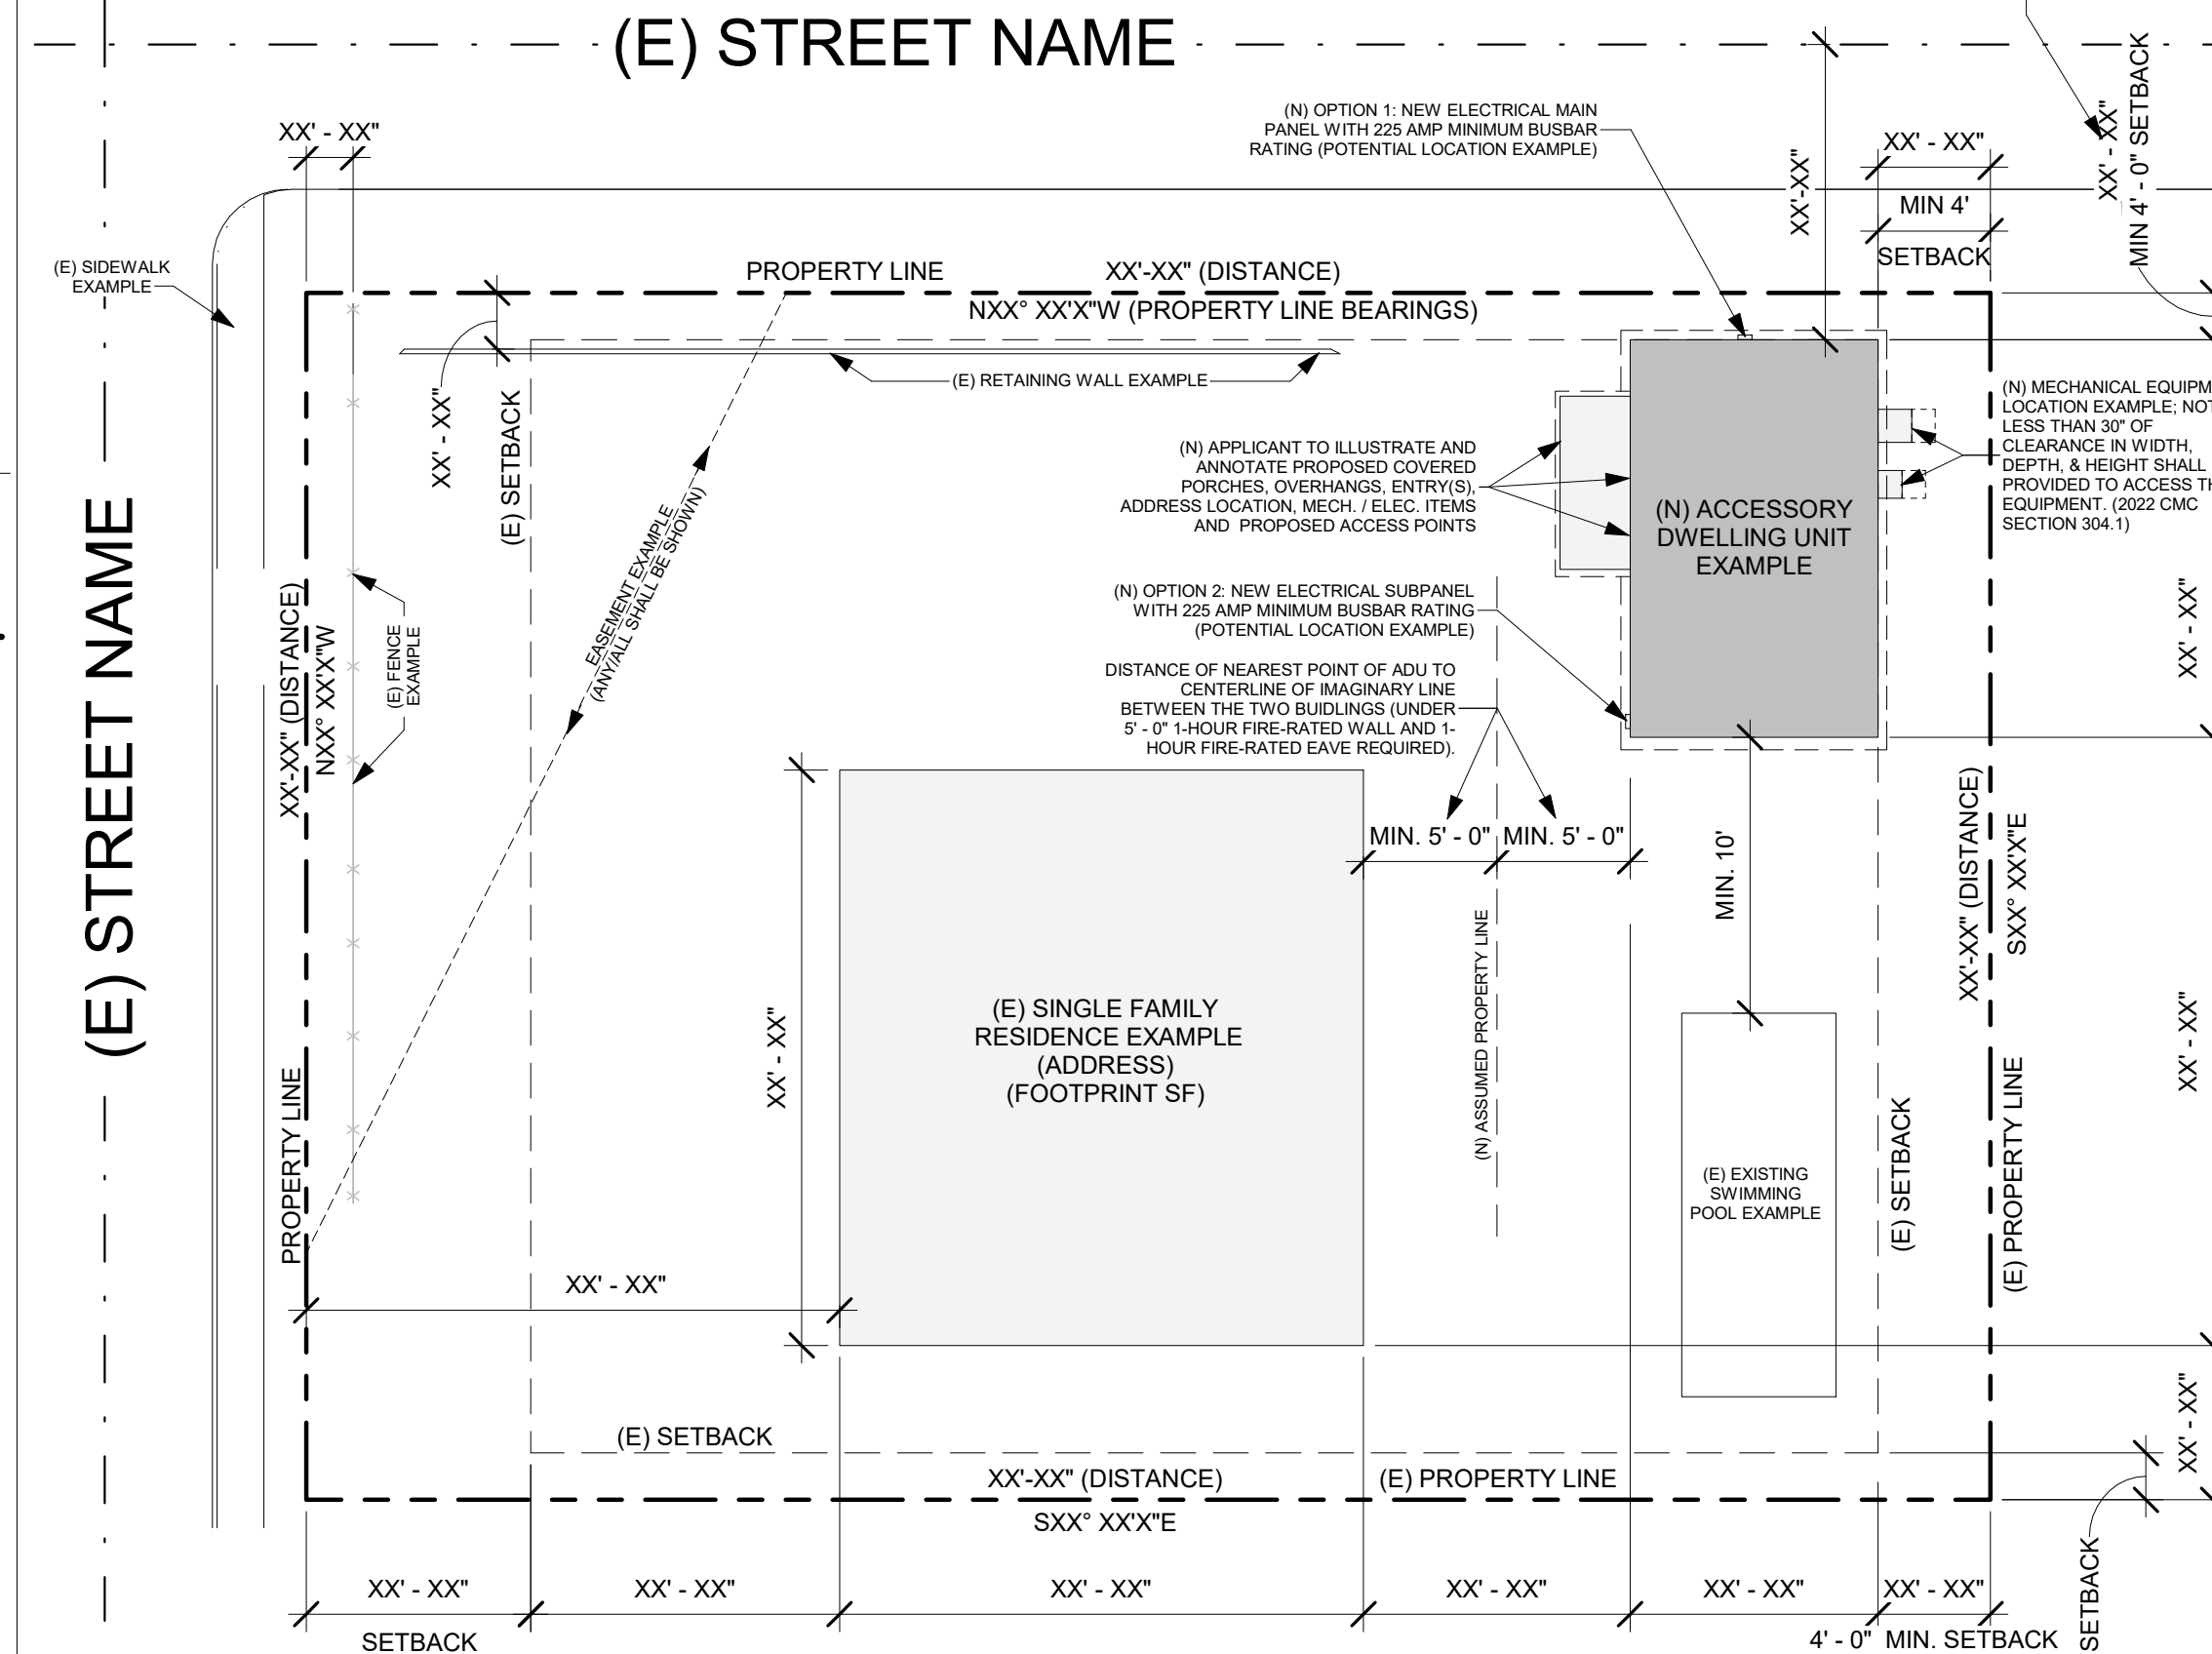 (E) STREET NAME
(N) OPTION 1: NEW ELECTRICAL MAIN
PANEL WITH 225 AMP MINIMUM BUSBAR
RATING (POTENTIAL LOCATION EXAMPLE)
XX' - XX"
XX'-XX"
XX' - XX"
MIN 4'
SETBACK
XX' - XX"
MIN 4' - 0" SETBACK
(E) SIDEWALK
EXAMPLE
PROPERTY LINE
XX'-XX" (DISTANCE)
NXX° XX'X"W (PROPERTY LINE BEARINGS)
XX' - XX"
(E) SETBACK
(E) RETAINING WALL EXAMPLE
(N) APPLICANT TO ILLUSTRATE AND
ANNOTATE PROPOSED COVERED
PORCHES, OVERHANGS, ENTRY(S),
ADDRESS LOCATION, MECH. / ELEC. ITEMS
AND PROPOSED ACCESS POINTS
(N) ACCESSORY
DWELLING UNIT
EXAMPLE
(N) MECHANICAL EQUIPM
LOCATION EXAMPLE; NOT
LESS THAN 30" OF
CLEARANCE IN WIDTH,
DEPTH, & HEIGHT SHALL
PROVIDED TO ACCESS TH
EQUIPMENT. (2022 CMC
SECTION 304.1)
(E) STREET NAME
XX'-XX" (DISTANCE)
NXX° XX'X"W
(E) FENCE
EXAMPLE
EASEMENT EXAMPLE
(ANY/ALL SHALL BE SHOWN)
(N) OPTION 2: NEW ELECTRICAL SUBPANEL
WITH 225 AMP MINIMUM BUSBAR RATING
(POTENTIAL LOCATION EXAMPLE)
DISTANCE OF NEAREST POINT OF ADU TO
CENTERLINE OF IMAGINARY LINE
BETWEEN THE TWO BUIDLINGS (UNDER
5' - 0" 1-HOUR FIRE-RATED WALL AND 1-
HOUR FIRE-RATED EAVE REQUIRED).
XX' - XX"
MIN. 5' - 0"
MIN. 5' - 0"
MIN. 10'
XX'-XX" (DISTANCE)
SXX° XX'X"E
XX' - XX"
(E) SINGLE FAMILY
RESIDENCE EXAMPLE
(ADDRESS)
(FOOTPRINT SF)
(N) ASSUMED PROPERTY LINE
XX' - XX"
PROPERTY LINE
(E) EXISTING
SWIMMING
POOL EXAMPLE
(E) SETBACK
(E) PROPERTY LINE
XX' - XX"
XX' - XX"
(E) SETBACK
XX'-XX" (DISTANCE)
(E) PROPERTY LINE
SXX° XX'X"E
XX' - XX"
SETBACK
XX' - XX"
XX' - XX"
XX' - XX"
XX' - XX"
XX' - XX"
4' - 0" MIN. SETBACK
SETBACK